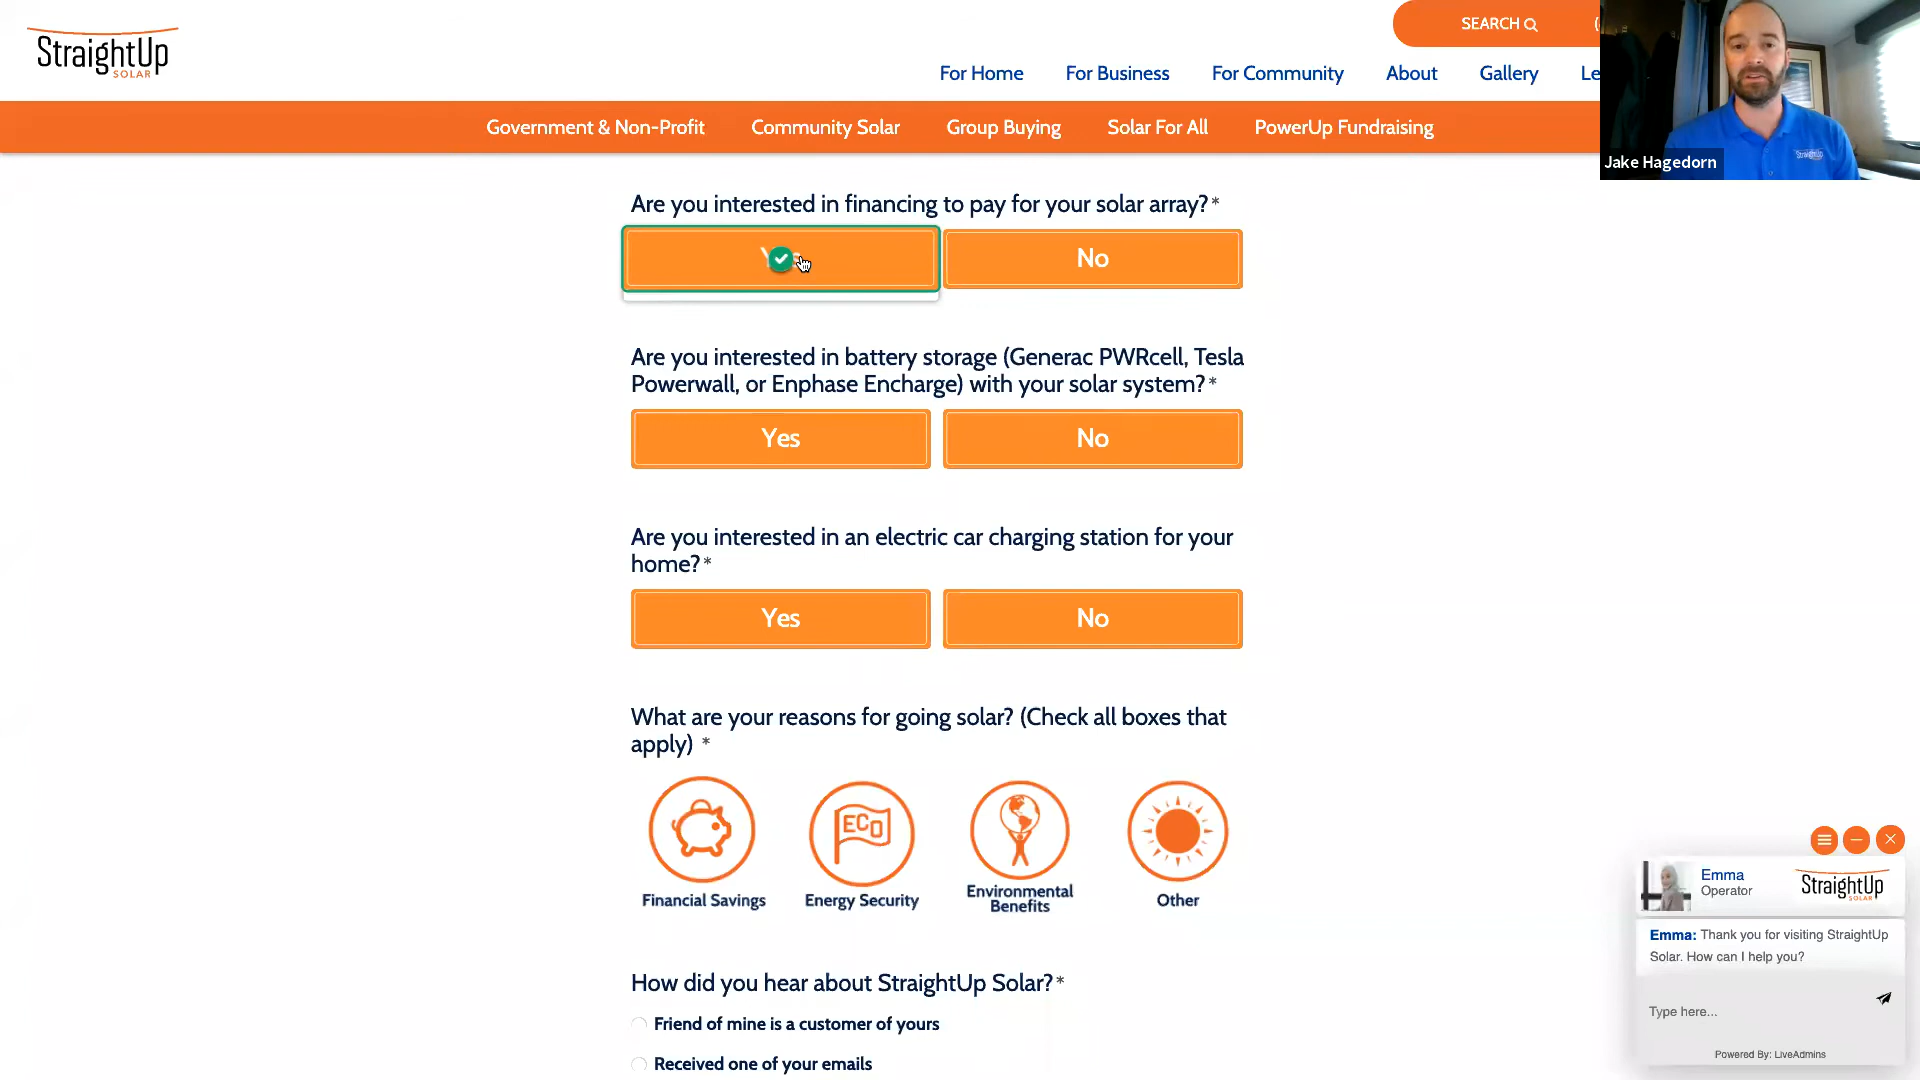 StraightUp
SOLAR
SEARCH
For Home
For Business
For Community
About
Gallery
Le
Government & Non-Profit
Community Solar
Group Buying
Solar For All
PowerUp Fundraising
StraightUp
Jake Hagedorn
Are you interested in financing to pay for your solar array?*
No
Are you interested in battery storage (Generac PWRcell, Tesla
Powerwall, or Enphase Encharge) with your solar system?*
Yes
No
Are you interested in an electric car charging station for your
home?*
Yes
No
What are your reasons for going solar? (Check all boxes that
apply) *
ECO
Financial Savings
Energy Security
Environmental
Benefits
Other
How did you hear about StraightUp Solar?*
Friend of mine is a customer of yours
Received one of your emails
Emma
Operator
StraightUp
SOLAR
Emma: Thank you for visiting StraightUp
Solar. How can I help you?
Type here...
Powered By: LiveAdmins